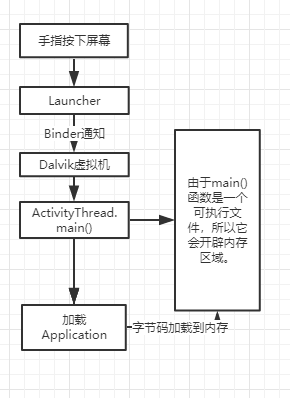 手指按下屏幕
Launcher
Binder通知
Dalvik虚拟机
ActivityThread.
main()
由于main()
函数是一个
可执行文
件，所以它
会开辟内存
区域。
加载
Application
字节码加载到内存